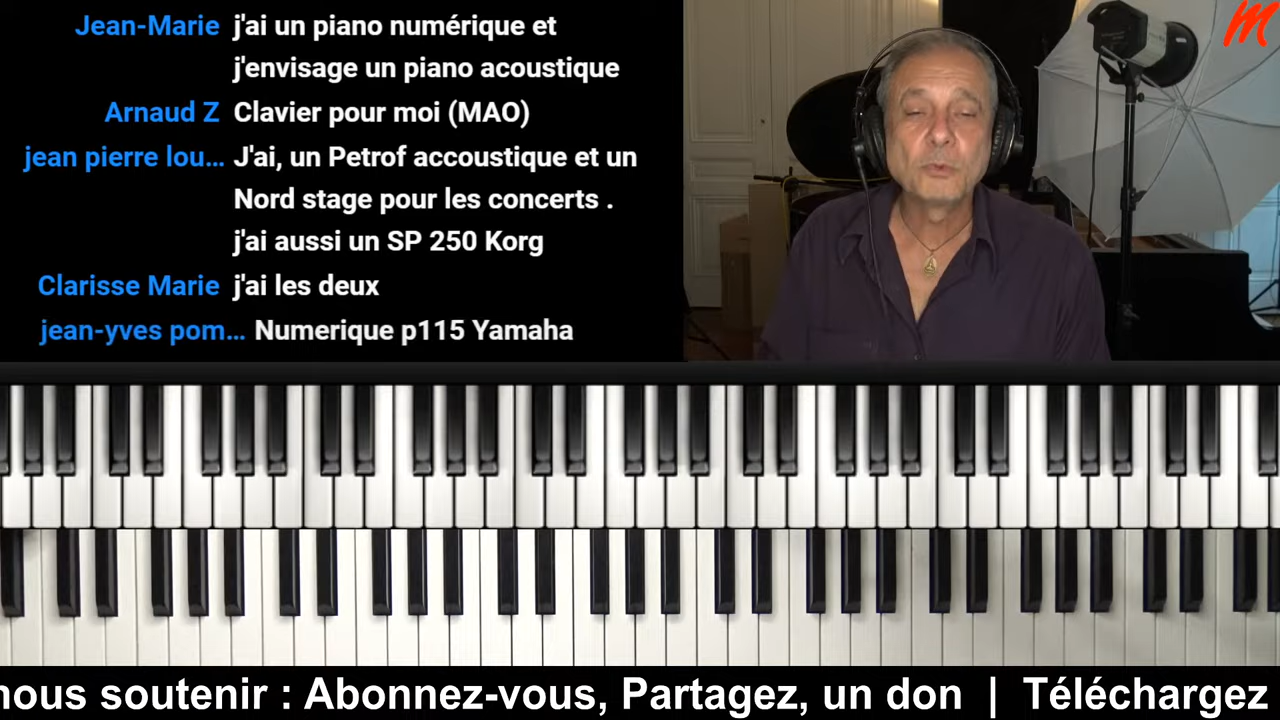 Jean-Marie j'ai un piano numérique et
j'envisage un piano acoustique
Arnaud Z Clavier pour moi (MAO)
jean pierre lou... J'ai, un Petrof accoustique et un
Nord stage pour les concerts .
j'ai aussi un SP 250 Korg
Clarisse Marie j'ai les deux
jean-yves pom... Numerique p115 Yamaha
M
nous soutenir : Abonnez-vous, Partagez, un don | Téléchargez